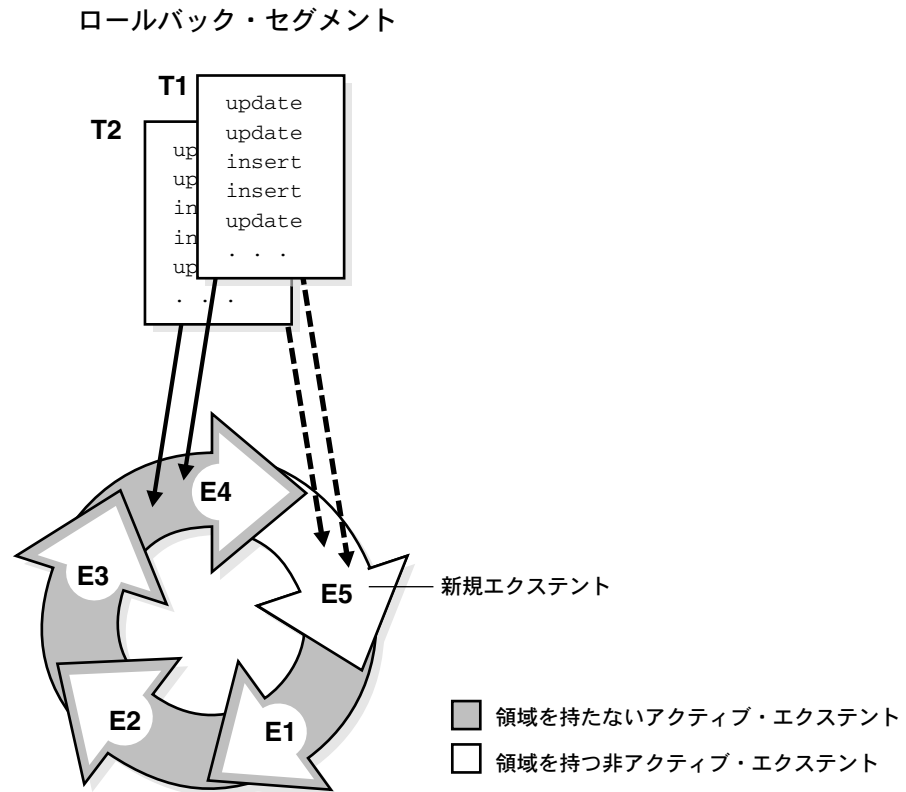 ロールバック・セグメント
T1
update
update
insert
insert
update
. . .
T2
up
up
in
in
up
. . .
E4
E3
E5
新規エクステント
E2
E1
領域を持たないアクティブ・エクステント
領域を持つ非アクティブ・エクステント